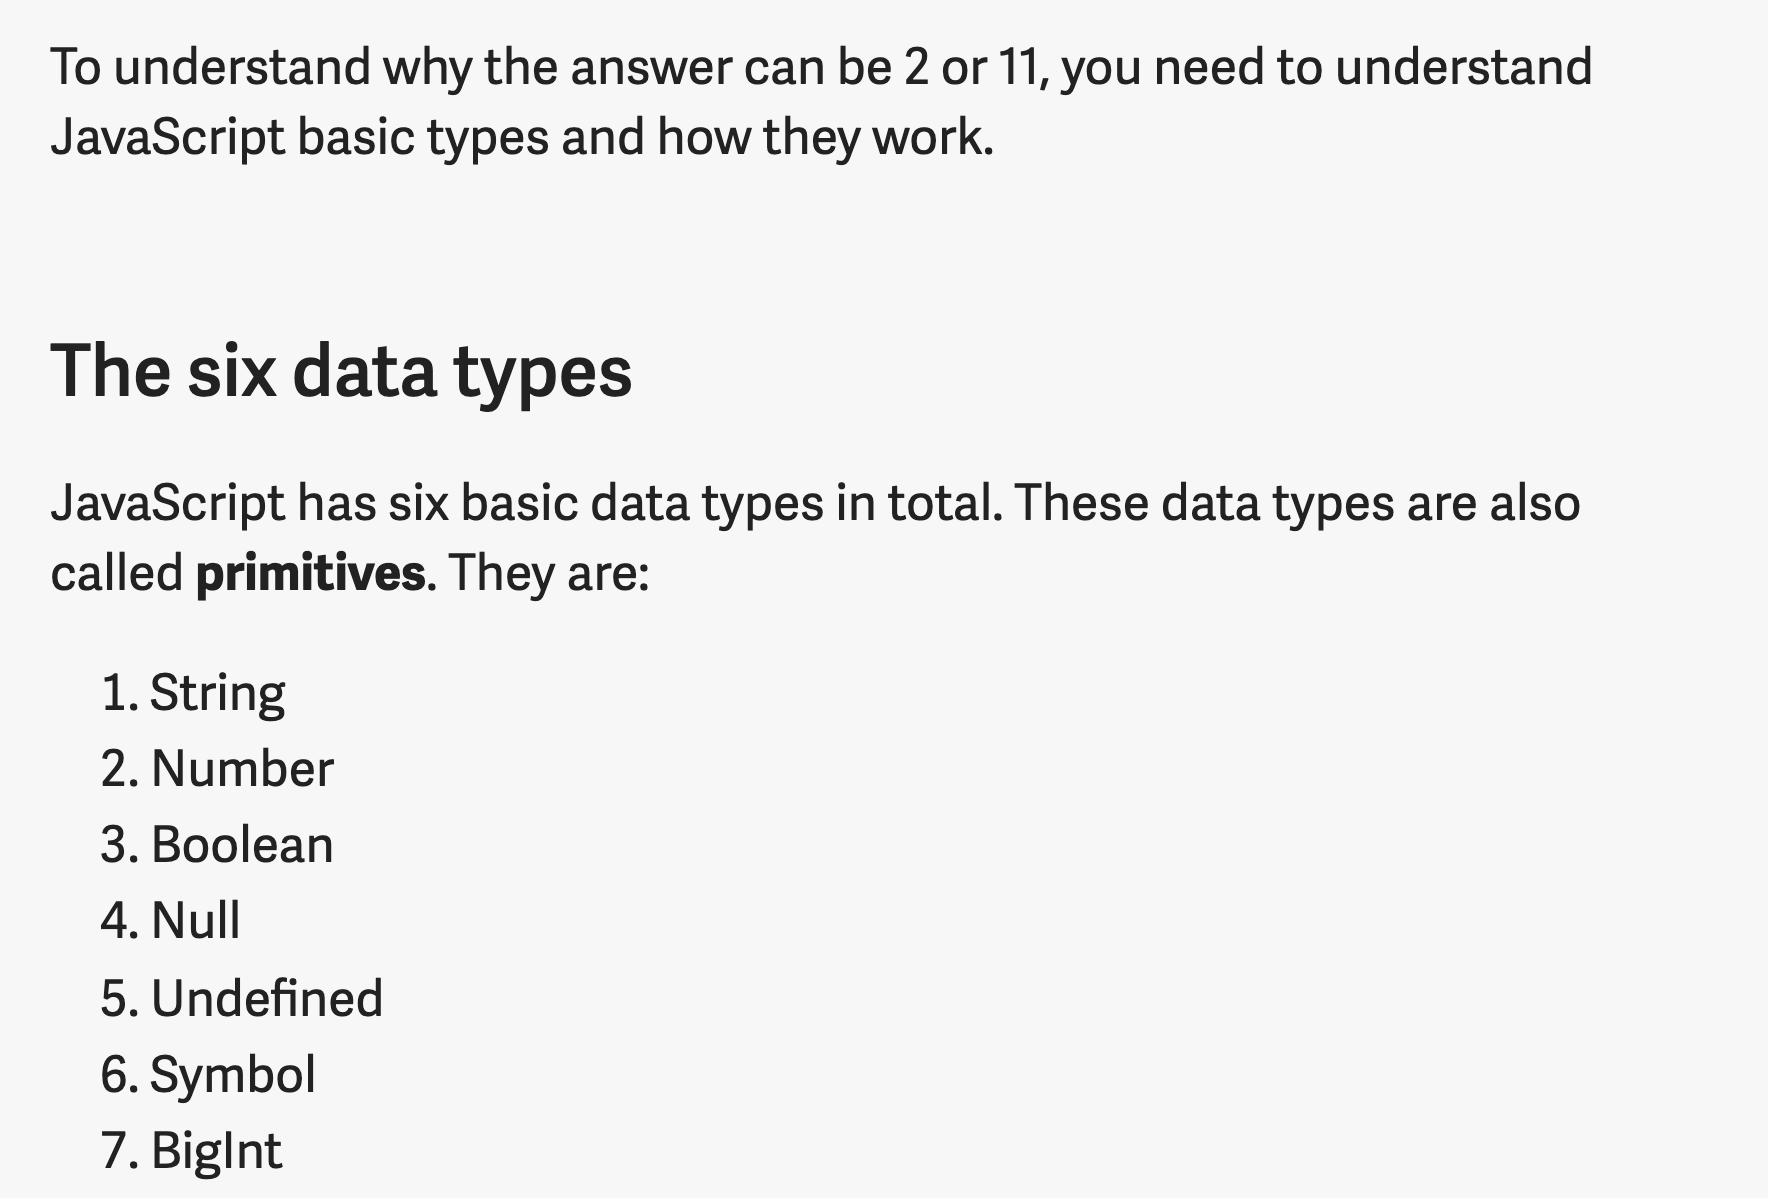 To understand why the answer can be 2 or 11, you need to understand
JavaScript basic types and how they work.
The six data types
JavaScript has six basic data types in total. These data types are also
called primitives. They are:
1. String
2. Number
3. Boolean
4. Null
5. Undefined
6. Symbol
7. BigInt